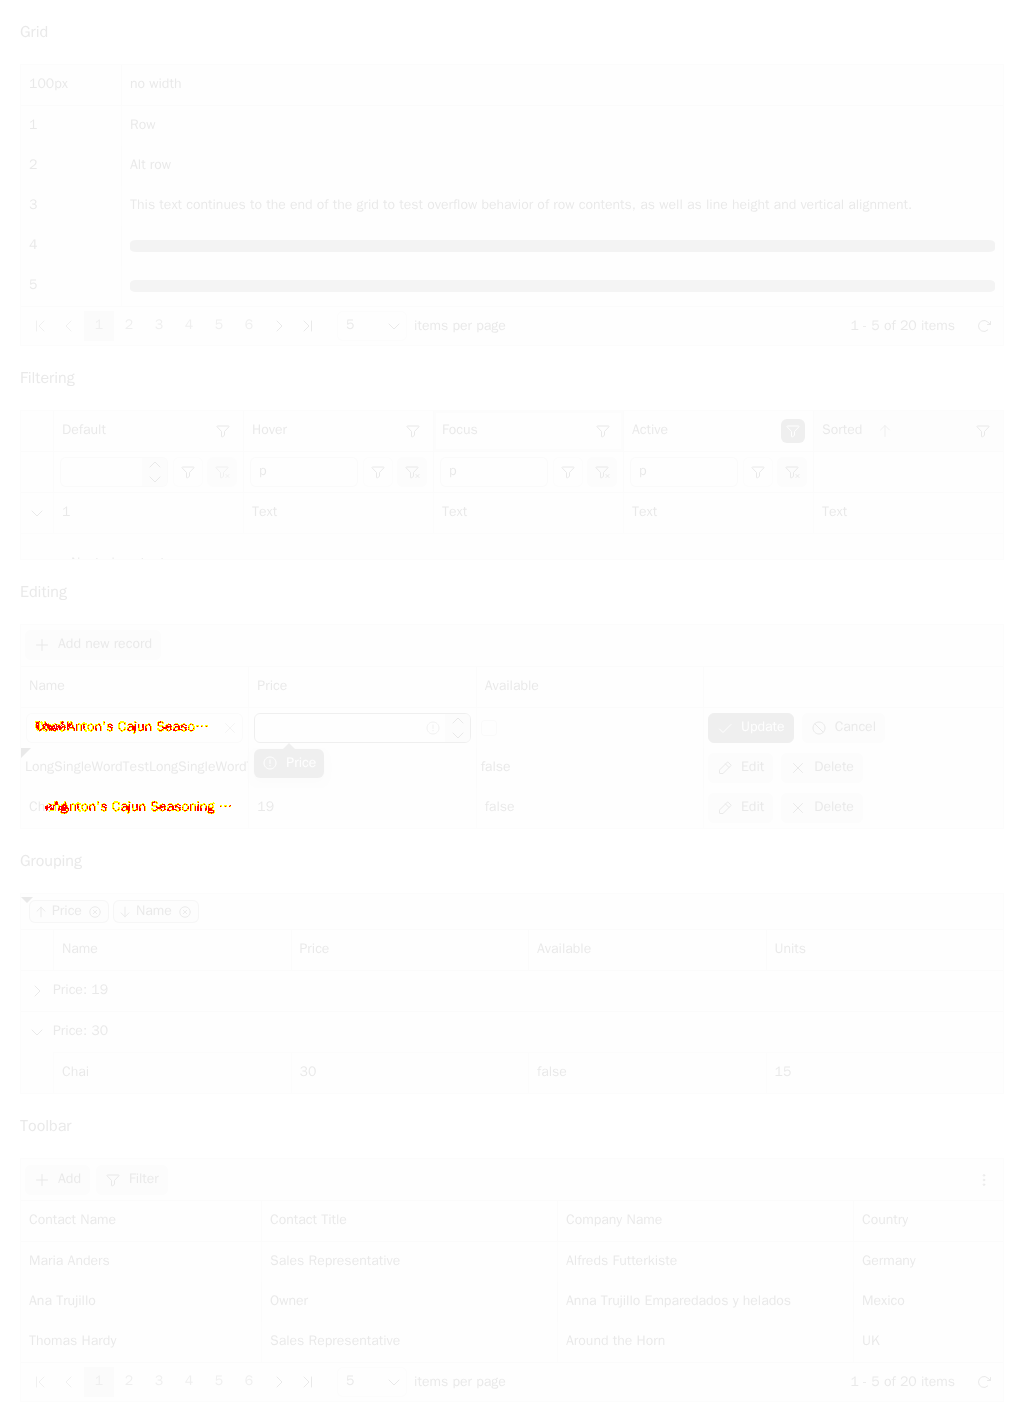 Grid
100px no width
1 Row
2 Alt row
3 This text continues to the end of the grid to test overflow behavior of row contents, as well as line height and vertical alignment.
4
5
1 2 3 4 5 6 5 items per page 1 - 5 of 20 items
Filtering
Default Hover Focus Active Sorted
p p p
1 Text Text Text Text
Editing
Add new record
Name Price Available
Anton's Cajun Seaso… Update Cancel
LongSingleWordTestLongSingleWord Price false Edit Delete
Anton's Cajun Seasoning … 19 false Edit Delete
Grouping
Price Name
Name Price Available Units
Price: 19
Price: 30
Chai 30 false 15
Toolbar
Add Filter
Contact Name Contact Title Company Name Country
Maria Anders Sales Representative Alfreds Futterkiste Germany
Ana Trujillo Owner Anna Trujillo Emparedados y helados Mexico
Thomas Hardy Sales Representative Around the Horn UK
1 2 3 4 5 6 5 items per page 1 - 5 of 20 items